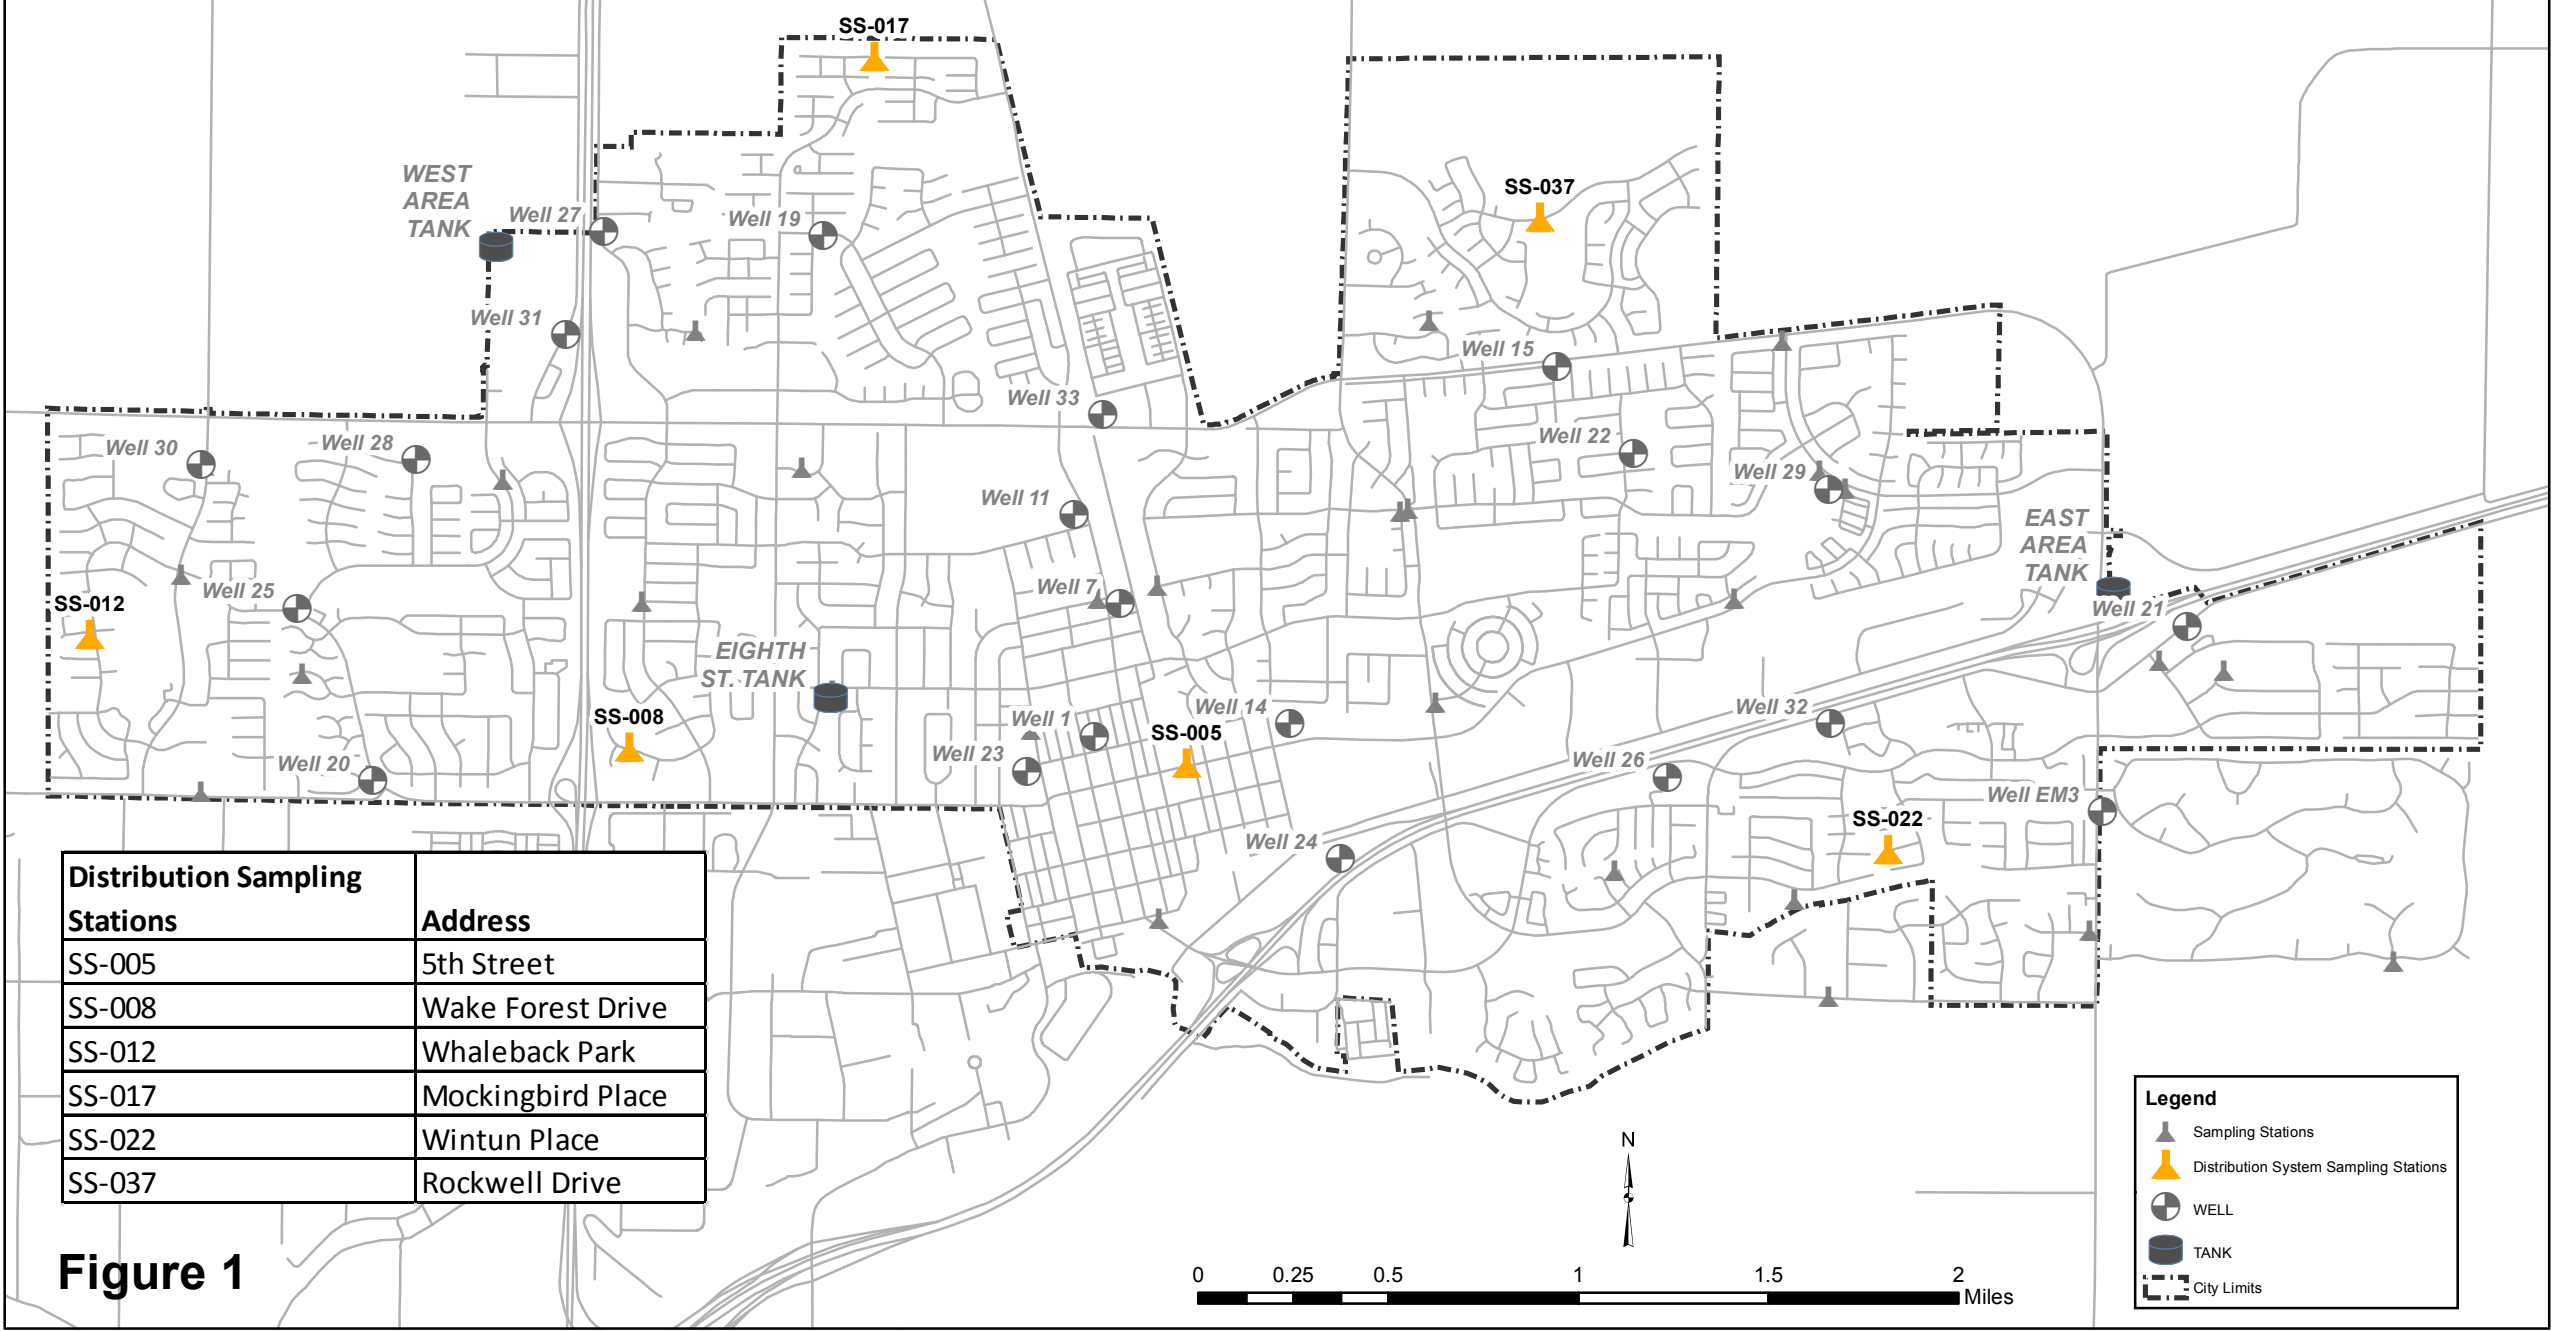 SS-017
SS-037
WEST
AREA
TANK
Well 27
Well 19
Well 31
Well 15
Well 33
Well 30
Well 28
Well 22
Well 29
Well 11
EAST
AREA
TANK
Well 7
Well 25
SS-012
Well 21
EIGHTH
ST. TANK
SS-008
Well 1
Well 14
Well 32
SS-005
Well 23
Well 20
Well 26
Well EM3
SS-022
Well 24
Distribution Sampling
Stations
Address
SS-005 5th Street
SS-008 Wake Forest Drive
SS-012 Whaleback Park
SS-017 Mockingbird Place
SS-022 Wintun Place
SS-037 Rockwell Drive
Figure 1
N
0 0.25 0.5 1 1.5 2
Miles
Legend
Sampling Stations
Distribution System Sampling Stations
WELL
TANK
City Limits